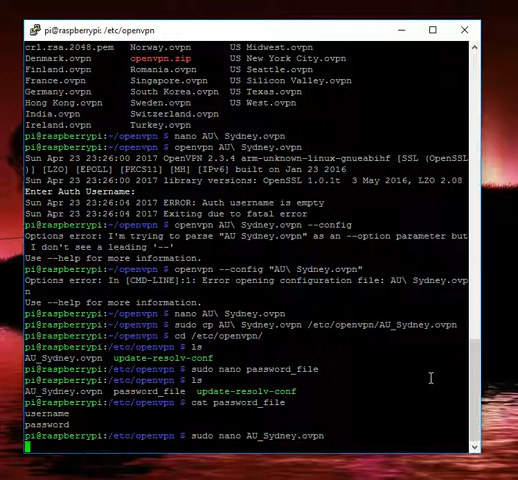 pi@raspberrypi: /etc/openvpn
crl.rsa.2048.pem Norway.ovpn US Midwest.ovpn
Denmark.ovpn openvpn.zip US New York City.ovpn
Finland.ovpn Romania.ovpn US Seattle.ovpn
France.ovpn Singapore.ovpn US Silicon Valley.ovpn
Germany.ovpn South Korea.ovpn US Texas.ovpn
Hong Kong.ovpn Sweden.ovpn US West.ovpn
India.ovpn Switzerland.ovpn
Ireland.ovpn Turkey.ovpn
pi@raspberrypi:~/openvpn $ nano AU\ Sydney.ovpn
pi@raspberrypi:~/openvpn $ openvpn AU\ Sydney.ovpn
Sun Apr 23 23:26:00 2017 OpenVPN 2.3.4 arm-unknown-linux-gnueabihf [SSL (OpenSSL
)] [LZO] [EPOLL] [PKCS11] [MH] [IPv6] built on Jan 23 2016
Sun Apr 23 23:26:00 2017 library versions: OpenSSL 1.0.1t  3 May 2016, LZO 2.08
Enter Auth Username:
Sun Apr 23 23:26:04 2017 ERROR: Auth username is empty
Sun Apr 23 23:26:04 2017 Exiting due to fatal error
pi@raspberrypi:~/openvpn $ openvpn AU\ Sydney.ovpn --config
Options error: I'm trying to parse "AU Sydney.ovpn" as an --option parameter but
I don't see a leading '--'
Use --help for more information.
pi@raspberrypi:~/openvpn $ openvpn --config "AU\ Sydney.ovpn"
Options error: In [CMD-LINE]:1: Error opening configuration file: AU\ Sydney.ovp
n
Use --help for more information.
pi@raspberrypi:~/openvpn $ nano AU\ Sydney.ovpn
pi@raspberrypi:~/openvpn $ sudo cp AU\ Sydney.ovpn /etc/openvpn/AU_Sydney.ovpn
pi@raspberrypi:~/openvpn $ cd /etc/openvpn/
pi@raspberrypi:/etc/openvpn $ ls
AU_Sydney.ovpn update-resolv-conf
pi@raspberrypi:/etc/openvpn $ sudo nano password_file
pi@raspberrypi:/etc/openvpn $ ls
AU_Sydney.ovpn password_file update-resolv-conf
pi@raspberrypi:/etc/openvpn $ cat password_file
username
password
pi@raspberrypi:/etc/openvpn $ sudo nano AU_Sydney.ovpn